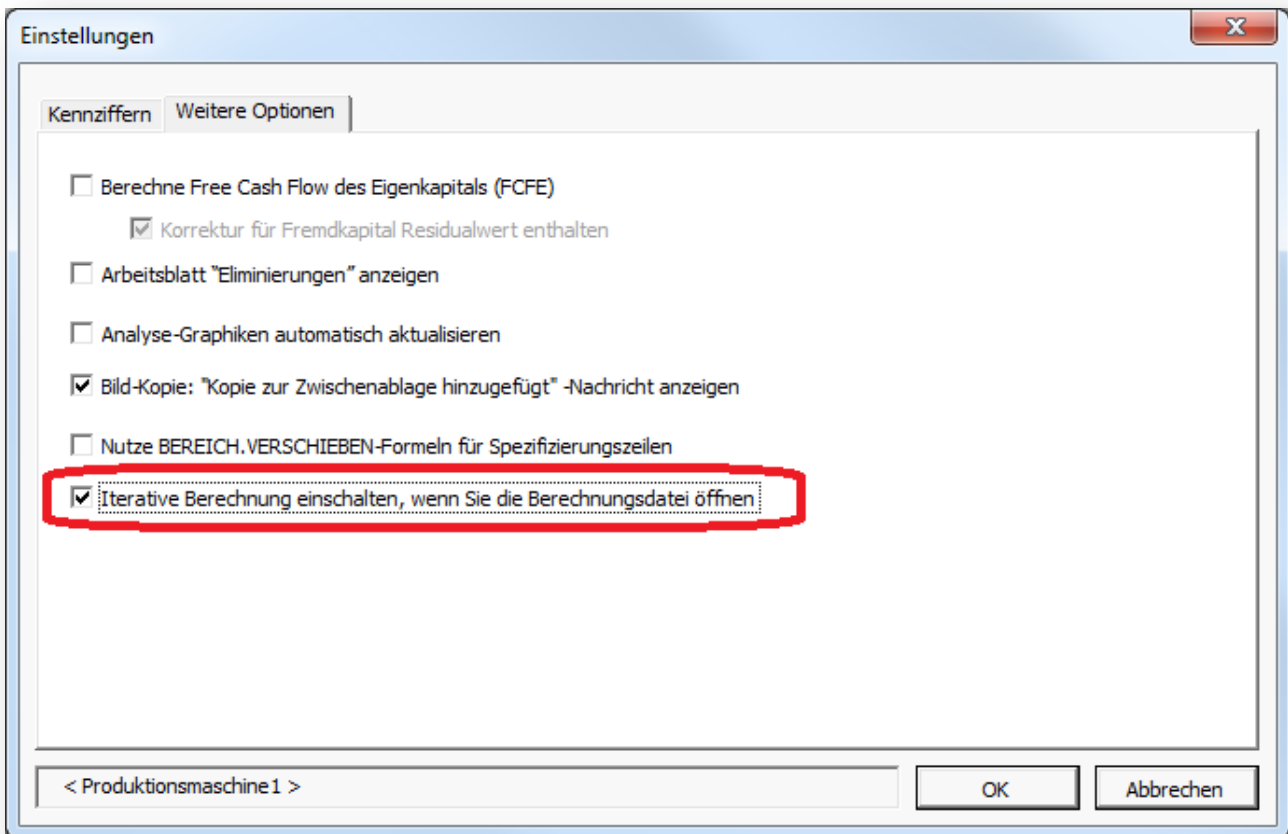 Einstellungen
Kennziffern
Weitere Optionen
Berechne Free Cash Flow des Eigenkapitals (FCFE)
Korrektur für Fremdkapital Residualwert enthalten
Arbeitsblatt "Eliminierungen" anzeigen
Analyse-Graphiken automatisch aktualisieren
Bild-Kopie: "Kopie zur Zwischenablage hinzugefügt" -Nachricht anzeigen
Nutze BEREICH.VERSCHIEBEN-Formeln für Spezifizierungszeilen
Iterative Berechnung einschalten, wenn Sie die Berechnungsdatei öffnen
< Produktionsmaschine1 >
OK
Abbrechen